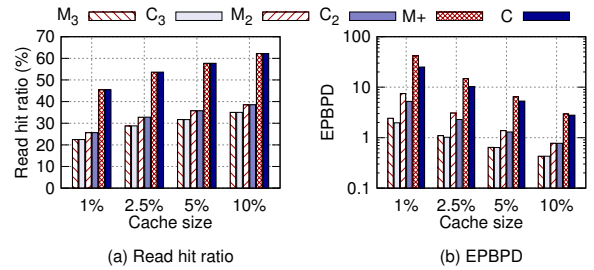 M3 C3 M2 C2 M+ C
Read hit ratio (%)
70
60
50
40
30
20
10
0
1% 2.5% 5% 10%
Cache size
(a) Read hit ratio
EPBPD
100
10
1
0.1
1% 2.5% 5% 10%
Cache size
(b) EPBPD